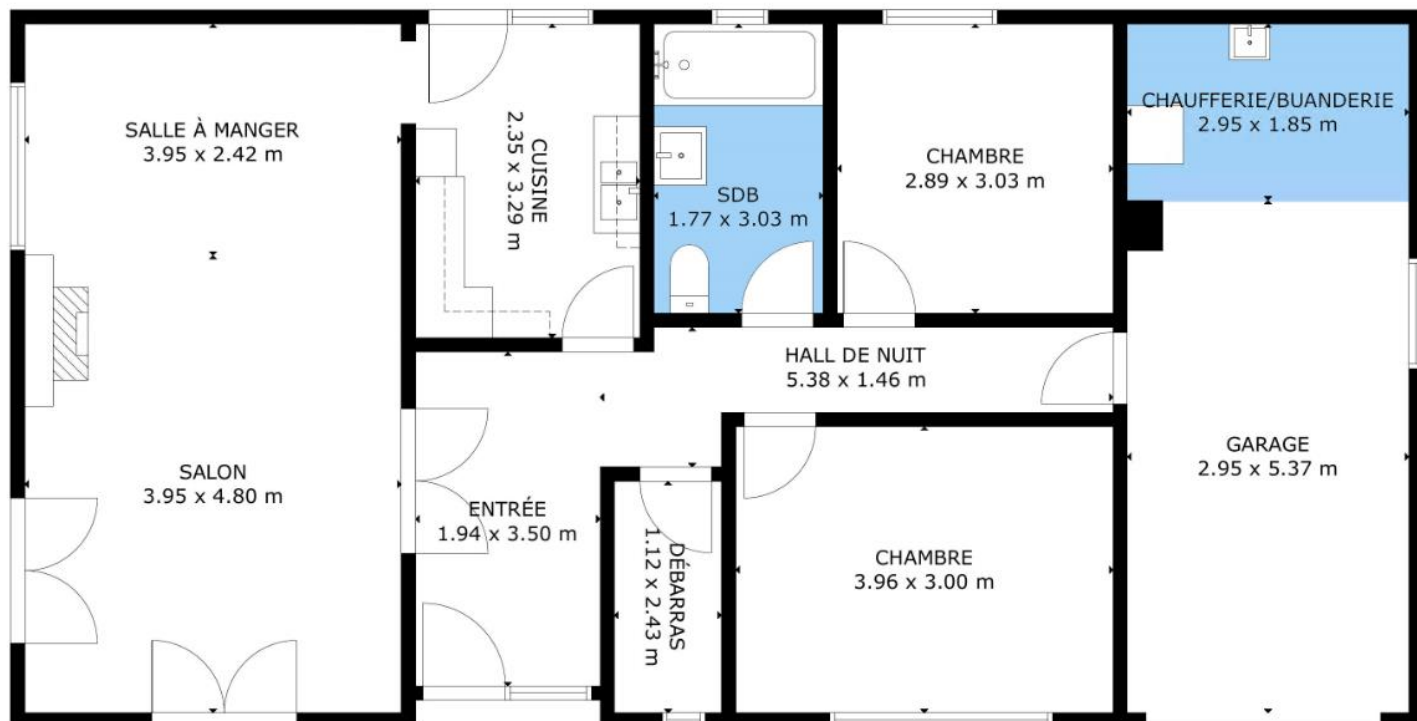 SALLE À MANGER
3.95 x 2.42 m
CUISINE
2.35 x 3.29 m
SDB
1.77 x 3.03 m
CHAMBRE
2.89 x 3.03 m
CHAUFFERIE/BUANDERIE
2.95 x 1.85 m
HALL DE NUIT
5.38 x 1.46 m
SALON
3.95 x 4.80 m
ENTRÉE
1.94 x 3.50 m
DÉBARRAS
1.12 x 2.43 m
CHAMBRE
3.96 x 3.00 m
GARAGE
2.95 x 5.37 m